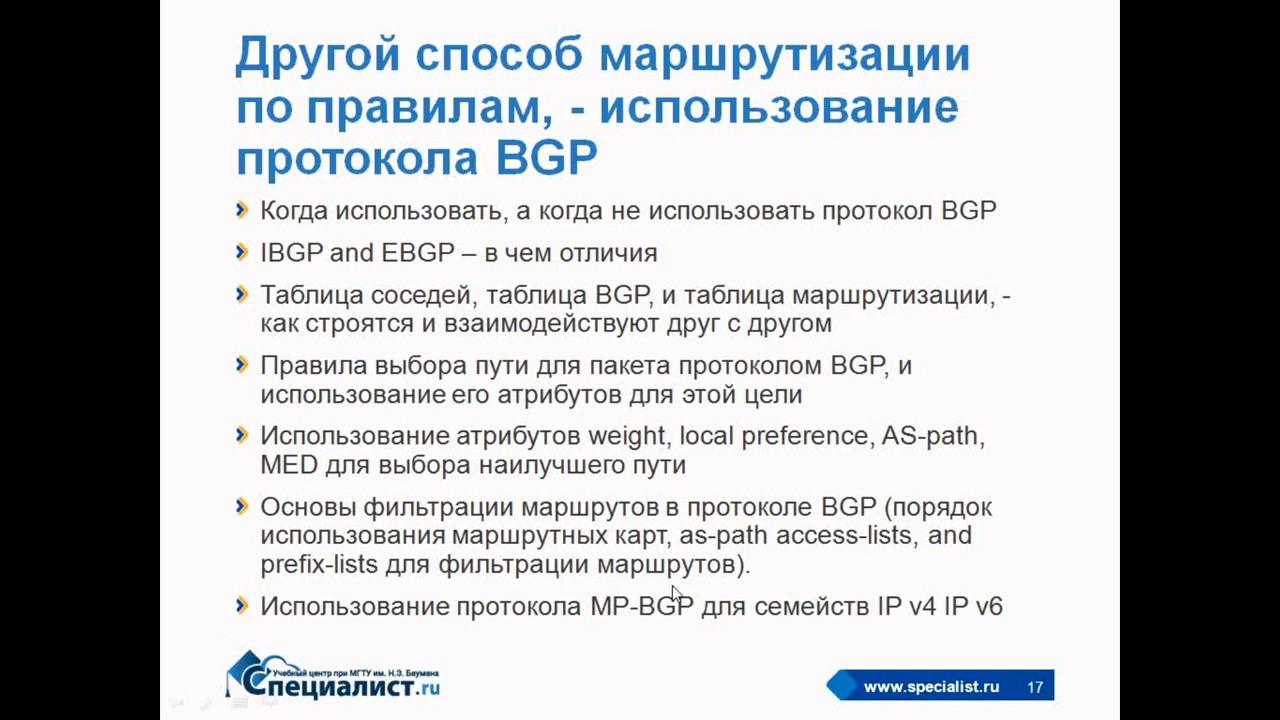 Другой способ маршрутизации
по правилам, - использование
протокола BGP
Когда использовать, а когда не использовать протокол BGP
IBGP and EBGP – в чем отличия
Таблица соседей, таблица BGP, и таблица маршрутизации, -
как строятся и взаимодействуют друг с другом
Правила выбора пути для пакета протоколом BGP, и
использование его атрибутов для этой цели
Использование атрибутов weight, local preference, AS-path,
MED для выбора наилучшего пути
Основы фильтрации маршрутов в протоколе BGP (порядок
использования маршрутных карт, as-path access-lists, and
prefix-lists для фильтрации маршрутов).
Использование протокола MP-BGP для семейств IP v4 IP v6
Учебный центр при МГТУ им. Н.Э. Баумана
Специалист.ru
www.specialist.ru 17